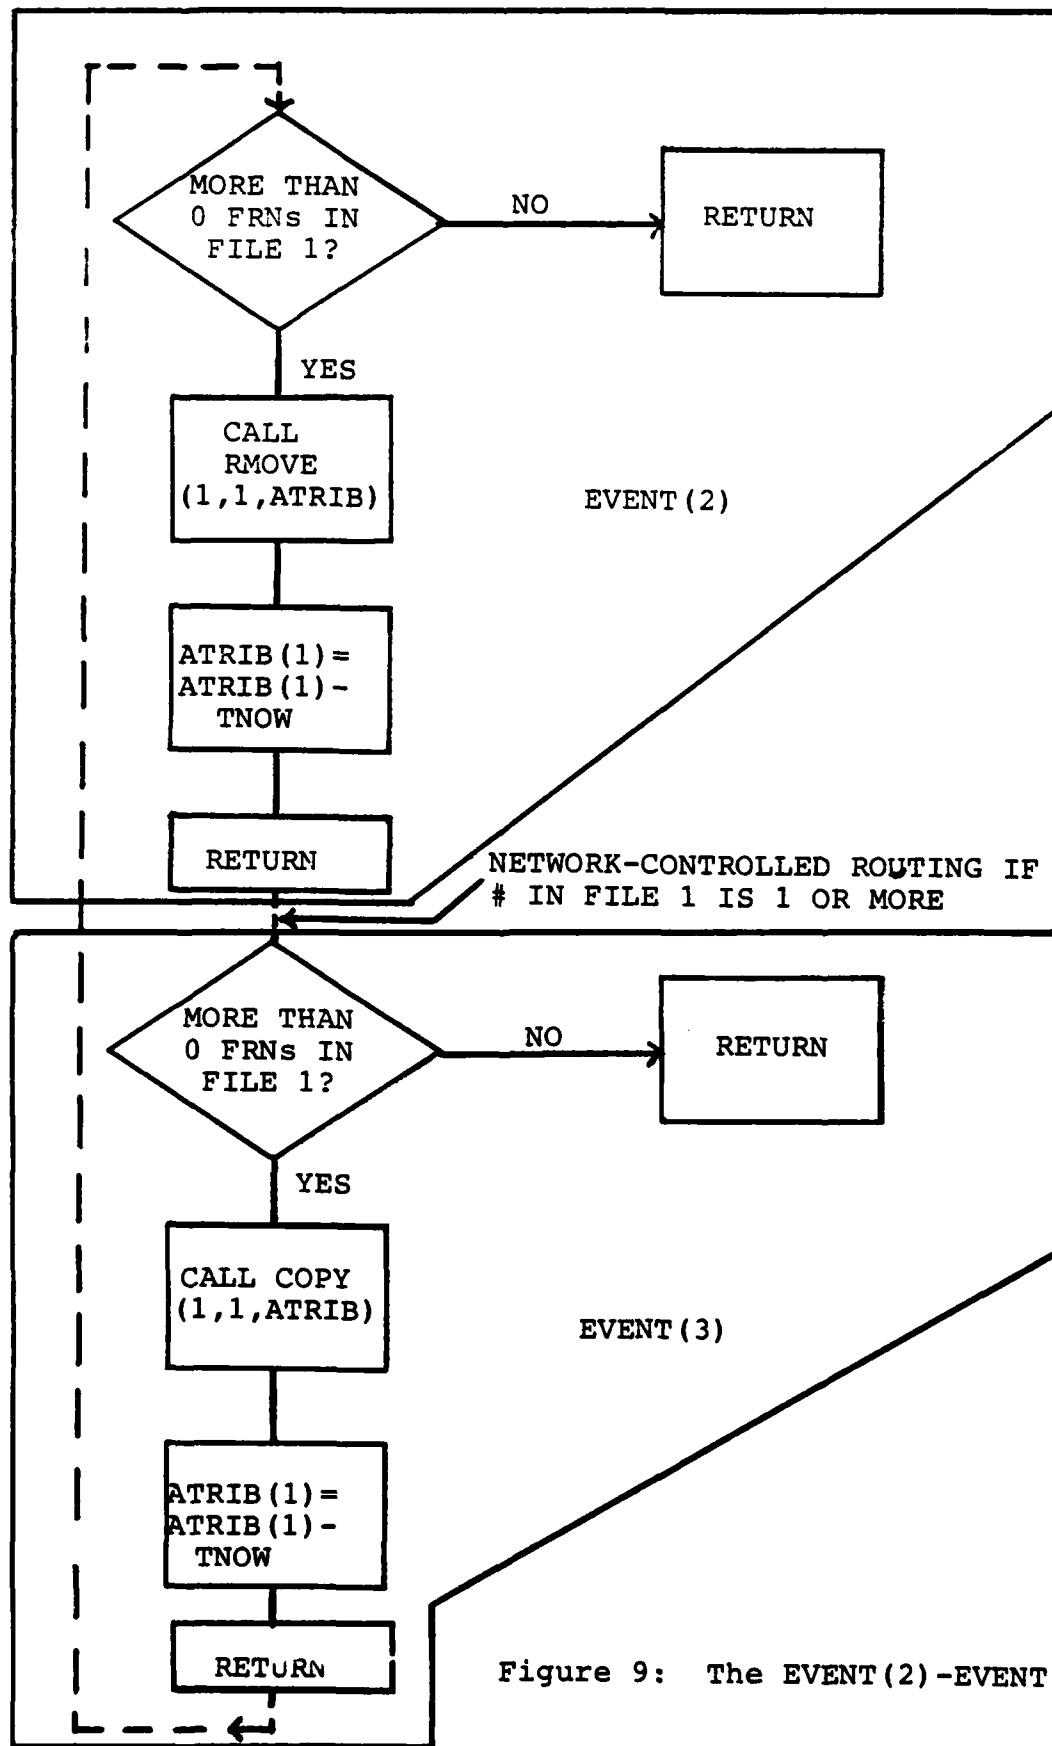 MORE THAN
0 FRNs IN
FILE 1?
NO
RETURN
YES
CALL
RMOVE
(1,1,ATRIB)
EVENT(2)
ATRIB(1)=
ATRIB(1)-
TNOW
RETURN
NETWORK-CONTROLLED ROUTING IF
# IN FILE 1 IS 1 OR MORE
MORE THAN
0 FRNs IN
FILE 1?
NO
RETURN
YES
CALL COPY
(1,1,ATRIB)
EVENT(3)
ATRIB(1)=
ATRIB(1)-
TNOW
RETURN
Figure 9: The EVENT(2)-EVENT